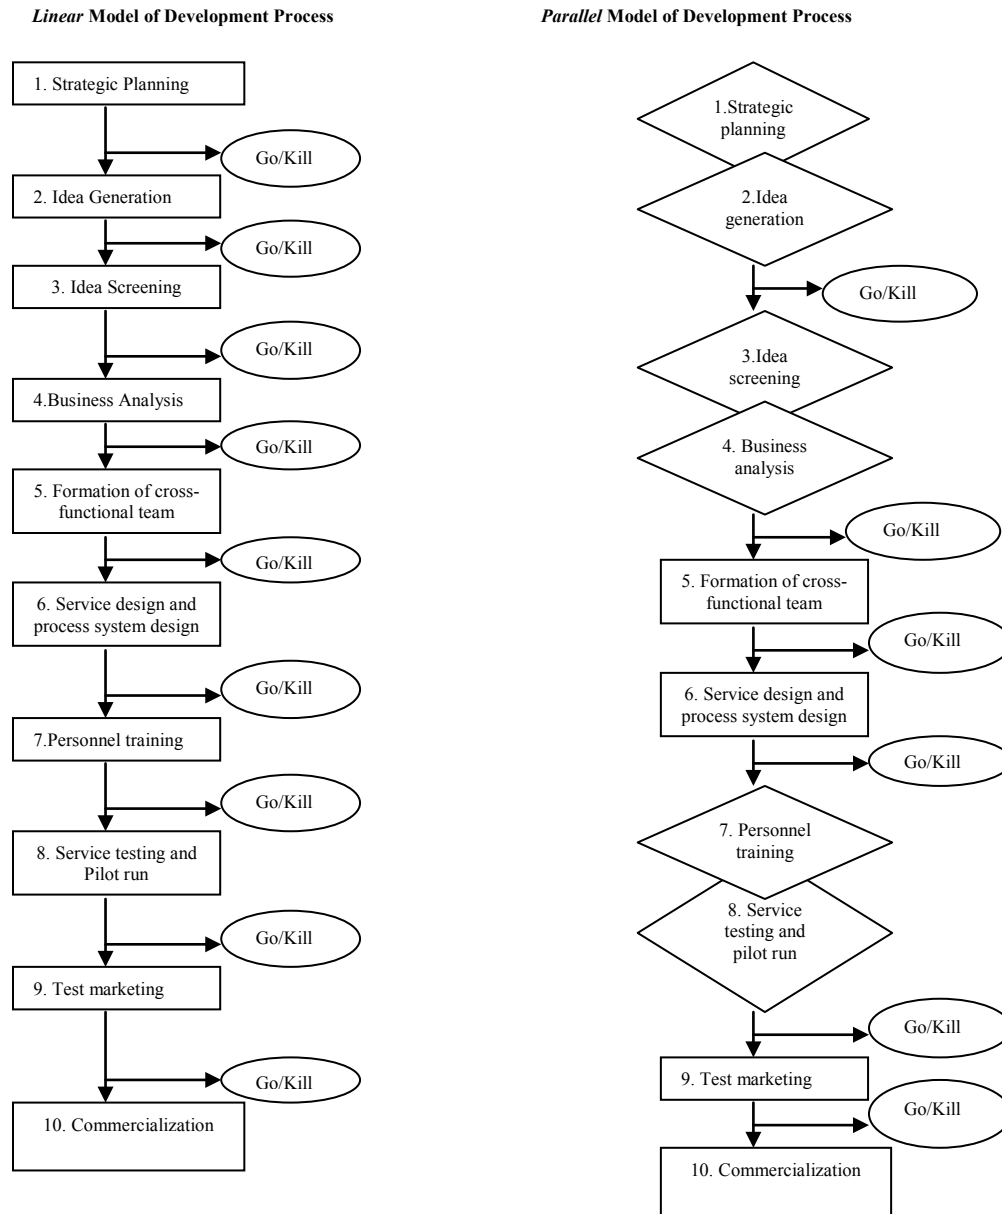 Linear Model of Development Process
1. Strategic Planning
Go/Kill
2. Idea Generation
Go/Kill
3. Idea Screening
Go/Kill
4.Business Analysis
Go/Kill
5. Formation of cross-
functional team
Go/Kill
6. Service design and
process system design
Go/Kill
7.Personnel training
Go/Kill
8. Service testing and
Pilot run
Go/Kill
9. Test marketing
Go/Kill
10. Commercialization
Parallel Model of Development Process
1.Strategic
planning
2.Idea
generation
Go/Kill
3.Idea
screening
4. Business
analysis
Go/Kill
5. Formation of cross-
functional team
Go/Kill
6. Service design and
process system design
Go/Kill
7. Personnel
training
8. Service
testing and
pilot run
Go/Kill
9. Test marketing
Go/Kill
10. Commercialization